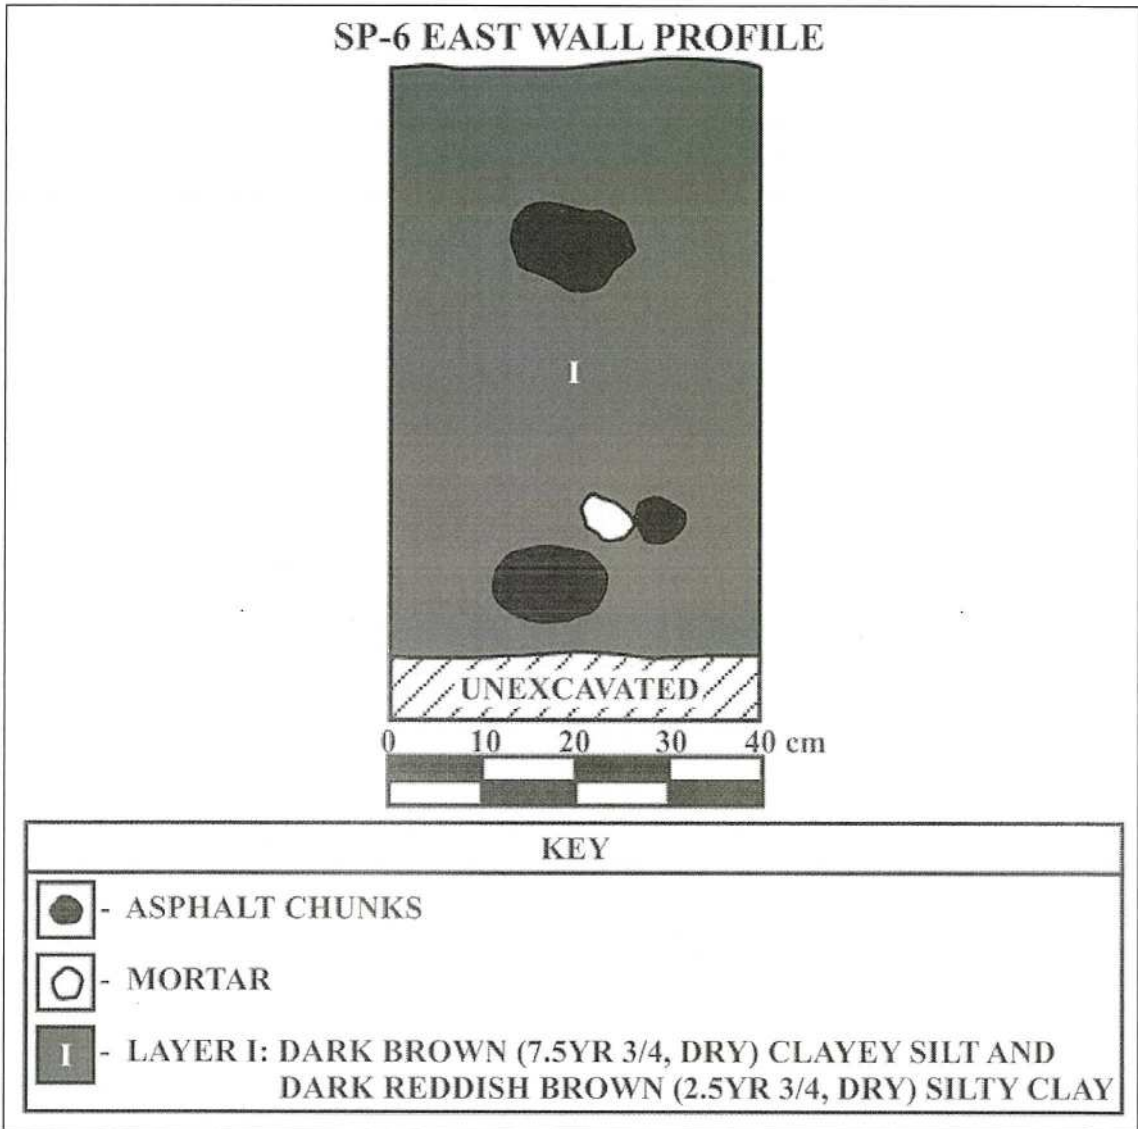 SP-6 EAST WALL PROFILE
I
UNEXCAVATED
0 10 20 30 40 cm
KEY
- ASPHALT CHUNKS
- MORTAR
I - LAYER I: DARK BROWN (7.5YR 3/4, DRY) CLAYEY SILT AND
DARK REDDISH BROWN (2.5YR 3/4, DRY) SILTY CLAY